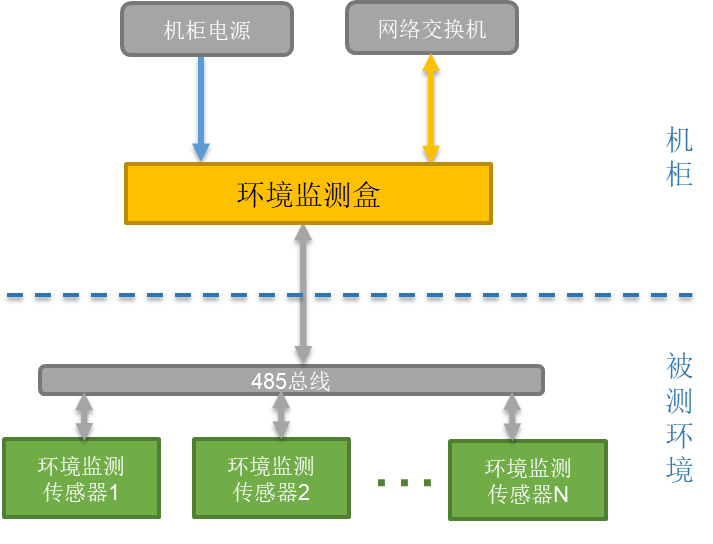 机柜电源
网络交换机
环境监测盒
机
柜
485总线
被
测
环
境
环境监测
传感器1
环境监测
传感器2
环境监测
传感器N